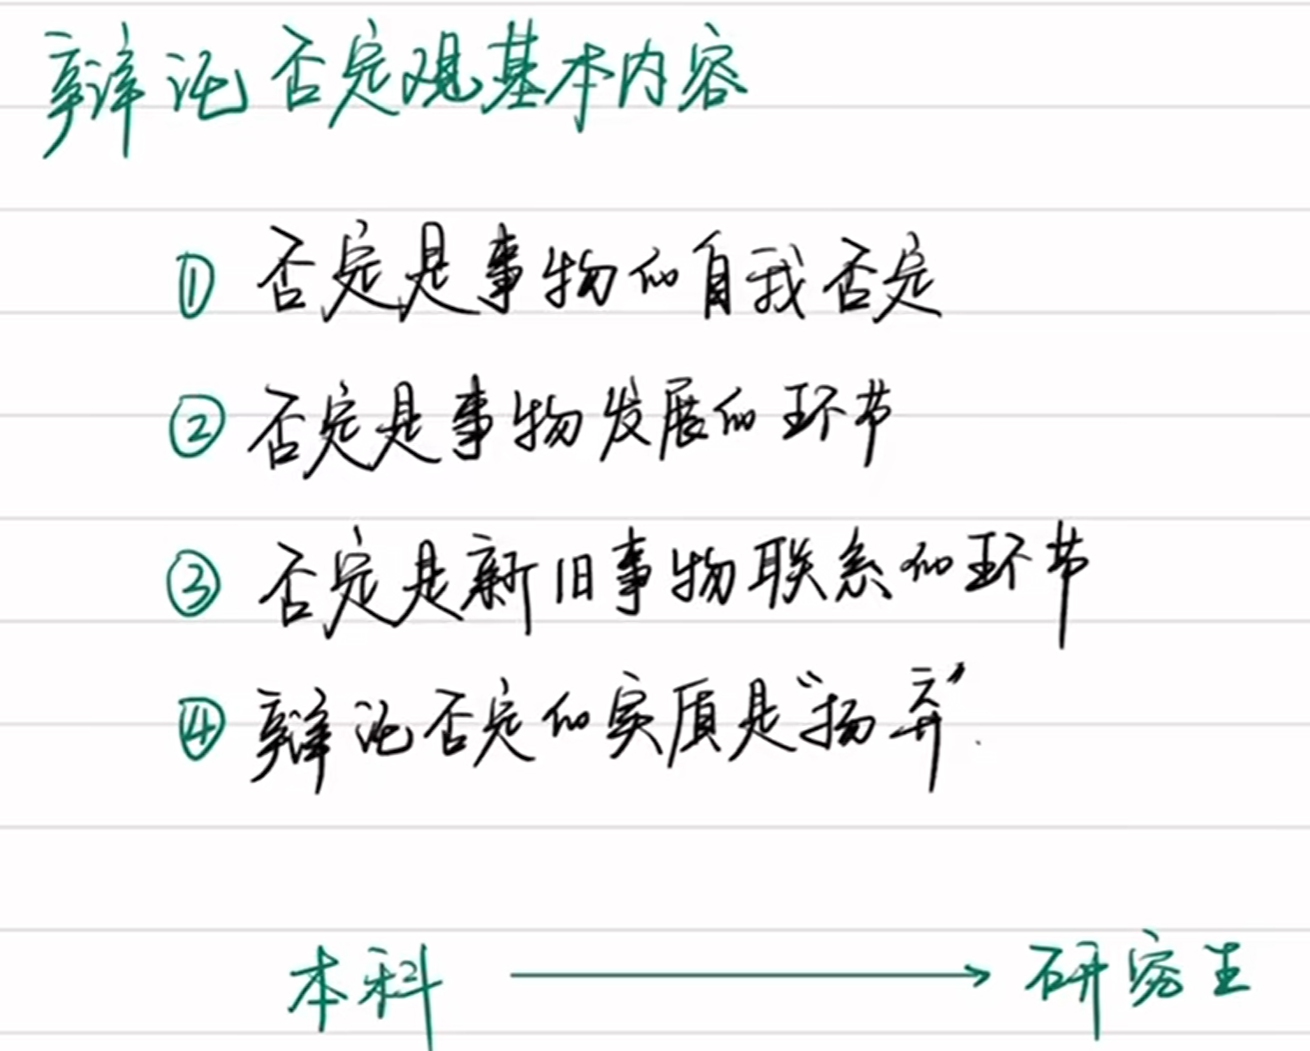 辩证否定观基本内容
① 否定是事物的自我否定
② 否定是事物发展的环节
③ 否定是新旧事物联系的环节
④ 辩证否定的实质是“扬弃”.
本科 → 研究生